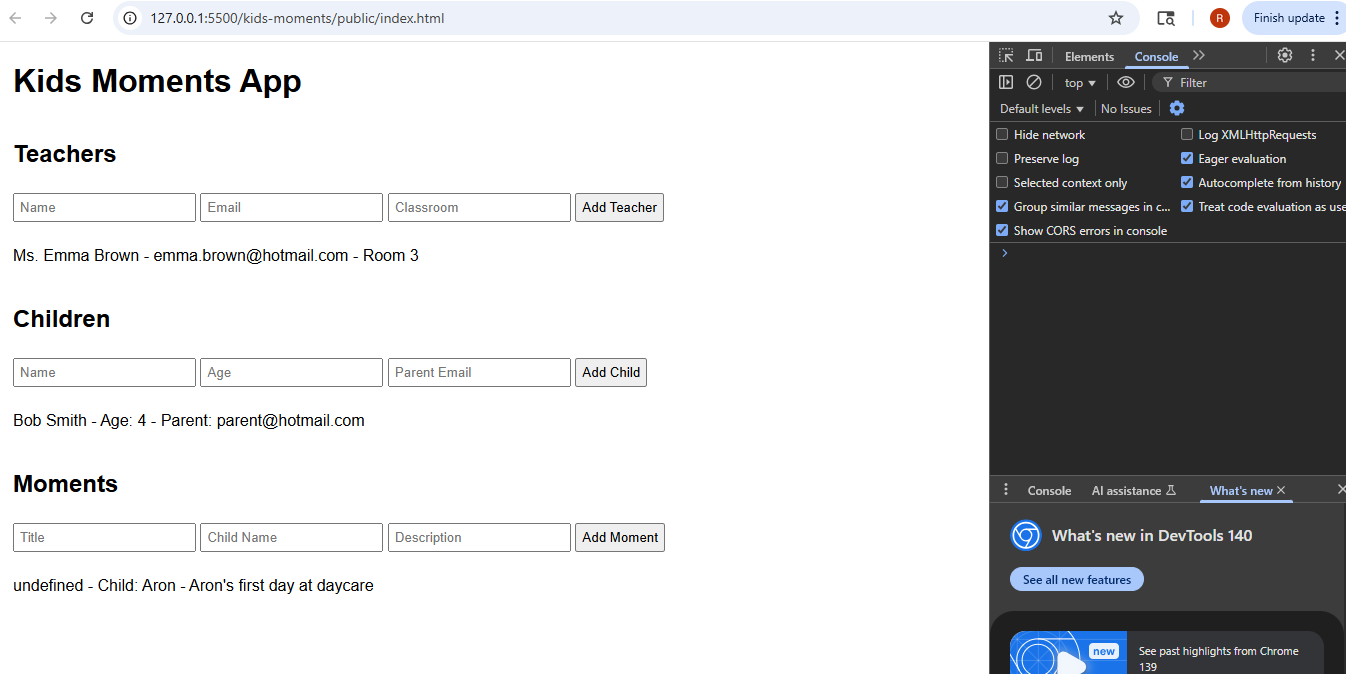 127.0.0.1:5500/kids-moments/public/index.html
R
Finish update
Kids Moments App
Teachers
Name Email Classroom Add Teacher
Ms. Emma Brown - emma.brown@hotmail.com - Room 3
Children
Name Age Parent Email Add Child
Bob Smith - Age: 4 - Parent: parent@hotmail.com
Moments
Title Child Name Description Add Moment
undefined - Child: Aron - Aron's first day at daycare
Elements Console
top Filter
Default levels No Issues
Hide network Log XMLHttpRequests
Preserve log Eager evaluation
Selected context only Autocomplete from history
Group similar messages in c... Treat code evaluation as use
Show CORS errors in console
Console AI assistance What's new
What's new in DevTools 140
See all new features
new
See past highlights from Chrome
139